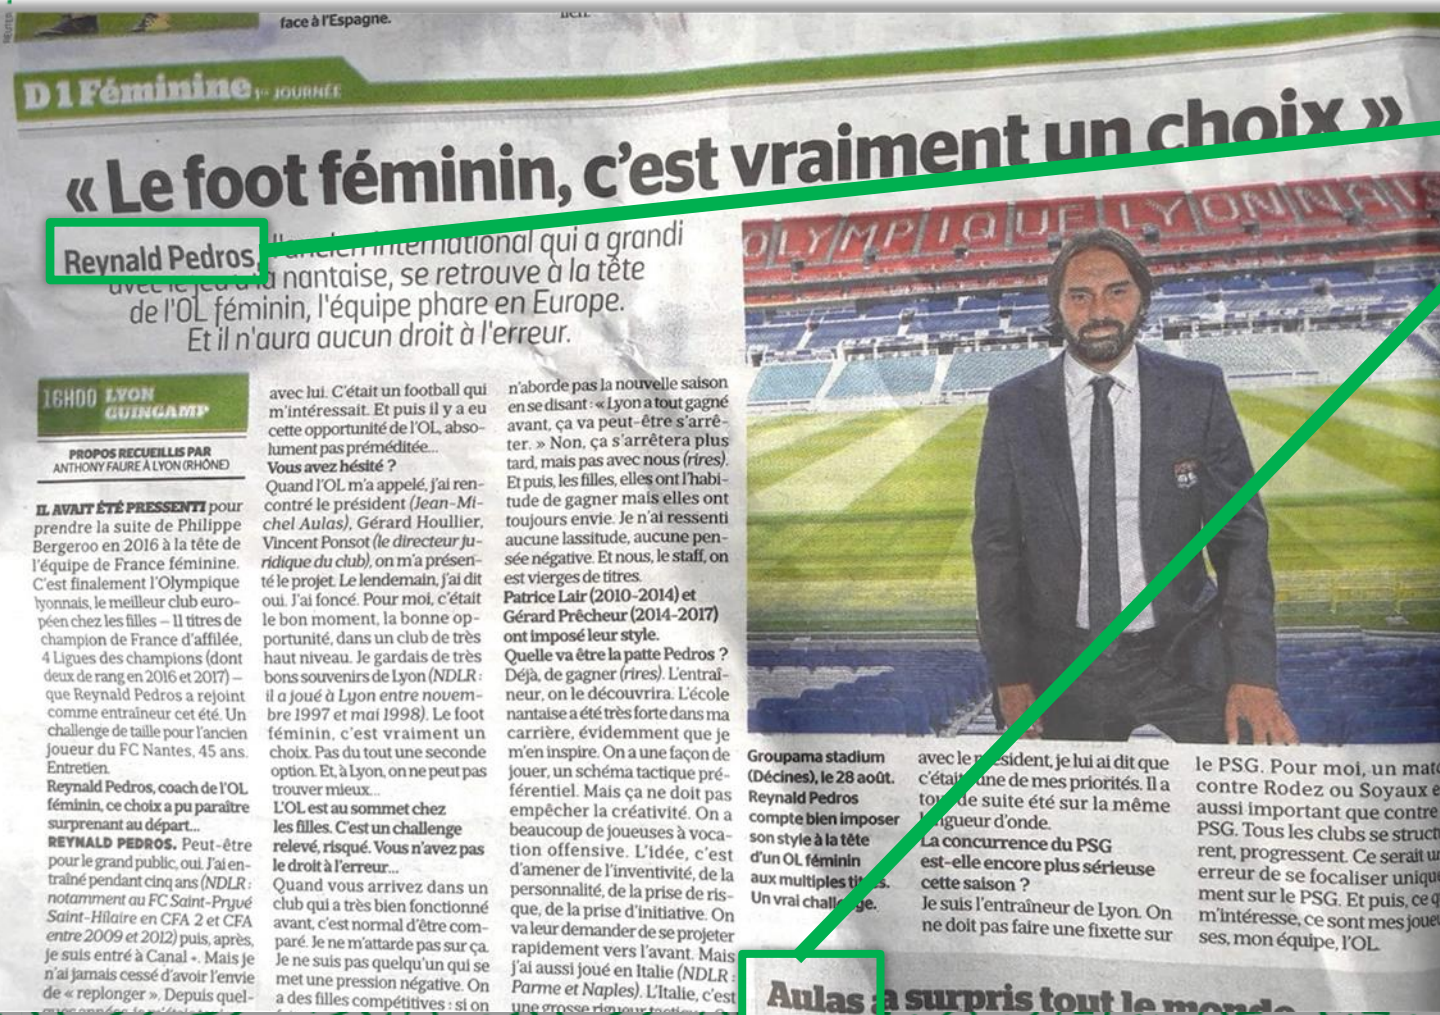 REUTER
face à l'Espagne.
D1 Féminine, 1re JOURNÉE
« Le foot féminin, c'est vraiment un choix »
Reynald Pedros, l'ancien international qui a grandi
avec le jeu à la nantaise, se retrouve à la tête
de l'OL féminin, l'équipe phare en Europe.
Et il n'aura aucun droit à l'erreur.
16H00 LYON
GUINGAMP
PROPOS RECUEILLIS PAR
ANTHONY FAURE À LYON (RHÔNE)
IL AVAIT ÉTÉ PRESSENTI pour
prendre la suite de Philippe
Bergeroo en 2016 à la tête de
l'équipe de France féminine.
C'est finalement l'Olympique
lyonnais, le meilleur club euro-
péen chez les filles – 11 titres de
champion de France d'affilée,
4 Ligues des champions (dont
deux de rang en 2016 et 2017) –
que Reynald Pedros a rejoint
comme entraîneur cet été. Un
challenge de taille pour l'ancien
joueur du FC Nantes, 45 ans.
Entretien.
Reynald Pedros, coach de l'OL
féminin, ce choix a pu paraître
surprenant au départ...
REYNALD PEDROS. Peut-être
pour le grand public, oui. J'ai en-
traîné pendant cinq ans (NDLR :
notamment au FC Saint-Pryvé
Saint-Hilaire en CFA 2 et CFA
entre 2009 et 2012) puis, après,
je suis entré à Canal +. Mais je
n'ai jamais cessé d'avoir l'envie
de « replonger ». Depuis quel-
avec lui. C'était un football qui
m'intéressait. Et puis il y a eu
cette opportunité de l'OL, abso-
lument pas préméditée...
Vous avez hésité ?
Quand l'OL m'a appelé, j'ai ren-
contré le président (Jean-Mi-
chel Aulas), Gérard Houllier,
Vincent Ponsot (le directeur ju-
ridique du club), on m'a présen-
té le projet. Le lendemain, j'ai dit
oui. J'ai foncé. Pour moi, c'était
le bon moment, la bonne op-
portunité, dans un club de très
haut niveau. Je gardais de très
bons souvenirs de Lyon (NDLR :
il a joué à Lyon entre novem-
bre 1997 et mai 1998). Le foot
féminin, c'est vraiment un
choix. Pas du tout une seconde
option. Et, à Lyon, on ne peut pas
trouver mieux...
L'OL est au sommet chez
les filles. C'est un challenge
relevé, risqué. Vous n'avez pas
le droit à l'erreur...
Quand vous arrivez dans un
club qui a très bien fonctionné
avant, c'est normal d'être com-
paré. Je ne m'attarde pas sur ça.
Je ne suis pas quelqu'un qui se
met une pression négative. On
a des filles compétitives : si on
n'aborde pas la nouvelle saison
en se disant : « Lyon a tout gagné
avant, ça va peut-être s'arrê-
ter. » Non, ça s'arrêtera plus
tard, mais pas avec nous (rires).
Et puis, les filles, elles ont l'habi-
tude de gagner mais elles ont
toujours envie. Je n'ai ressenti
aucune lassitude, aucune pen-
sée négative. Et nous, le staff, on
est vierges de titres.
Patrice Lair (2010-2014) et
Gérard Prêcheur (2014-2017)
ont imposé leur style.
Quelle va être la patte Pedros ?
Déjà, de gagner (rires). L'entraî-
neur, on le découvrira. L'école
nantaise a été très forte dans ma
carrière, évidemment que je
m'en inspire. On a une façon de
jouer, un schéma tactique pré-
férentiel. Mais ça ne doit pas
empêcher la créativité. On a
beaucoup de joueuses à voca-
tion offensive. L'idée, c'est
d'amener de l'inventivité, de la
personnalité, de la prise de ris-
que, de la prise d'initiative. On
va leur demander de se projeter
rapidement vers l'avant. Mais
j'ai aussi joué en Italie (NDLR :
Parme et Naples). L'Italie, c'est
une grosse rigueur
OLYMPIQUE LYONNAIS
Groupama stadium
(Décines), le 28 août.
Reynald Pedros
compte bien imposer
son style à la tête
d'un OL féminin
aux multiples titres.
Un vrai challenge.
avec le président, je lui ai dit que
c'était une de mes priorités. Il a
tout de suite été sur la même
longueur d'onde.
La concurrence du PSG
est-elle encore plus sérieuse
cette saison ?
Je suis l'entraîneur de Lyon. On
ne doit pas faire une fixette sur
le PSG. Pour moi, un matc
contre Rodez ou Soyaux e
aussi important que contre
PSG. Tous les clubs se struct
rent, progressent. Ce serait un
erreur de se focaliser unique
ment sur le PSG. Et puis, ce q
m'intéresse, ce sont mes joue
ses, mon équipe, l'OL.
Aulas a surpris tout le monde